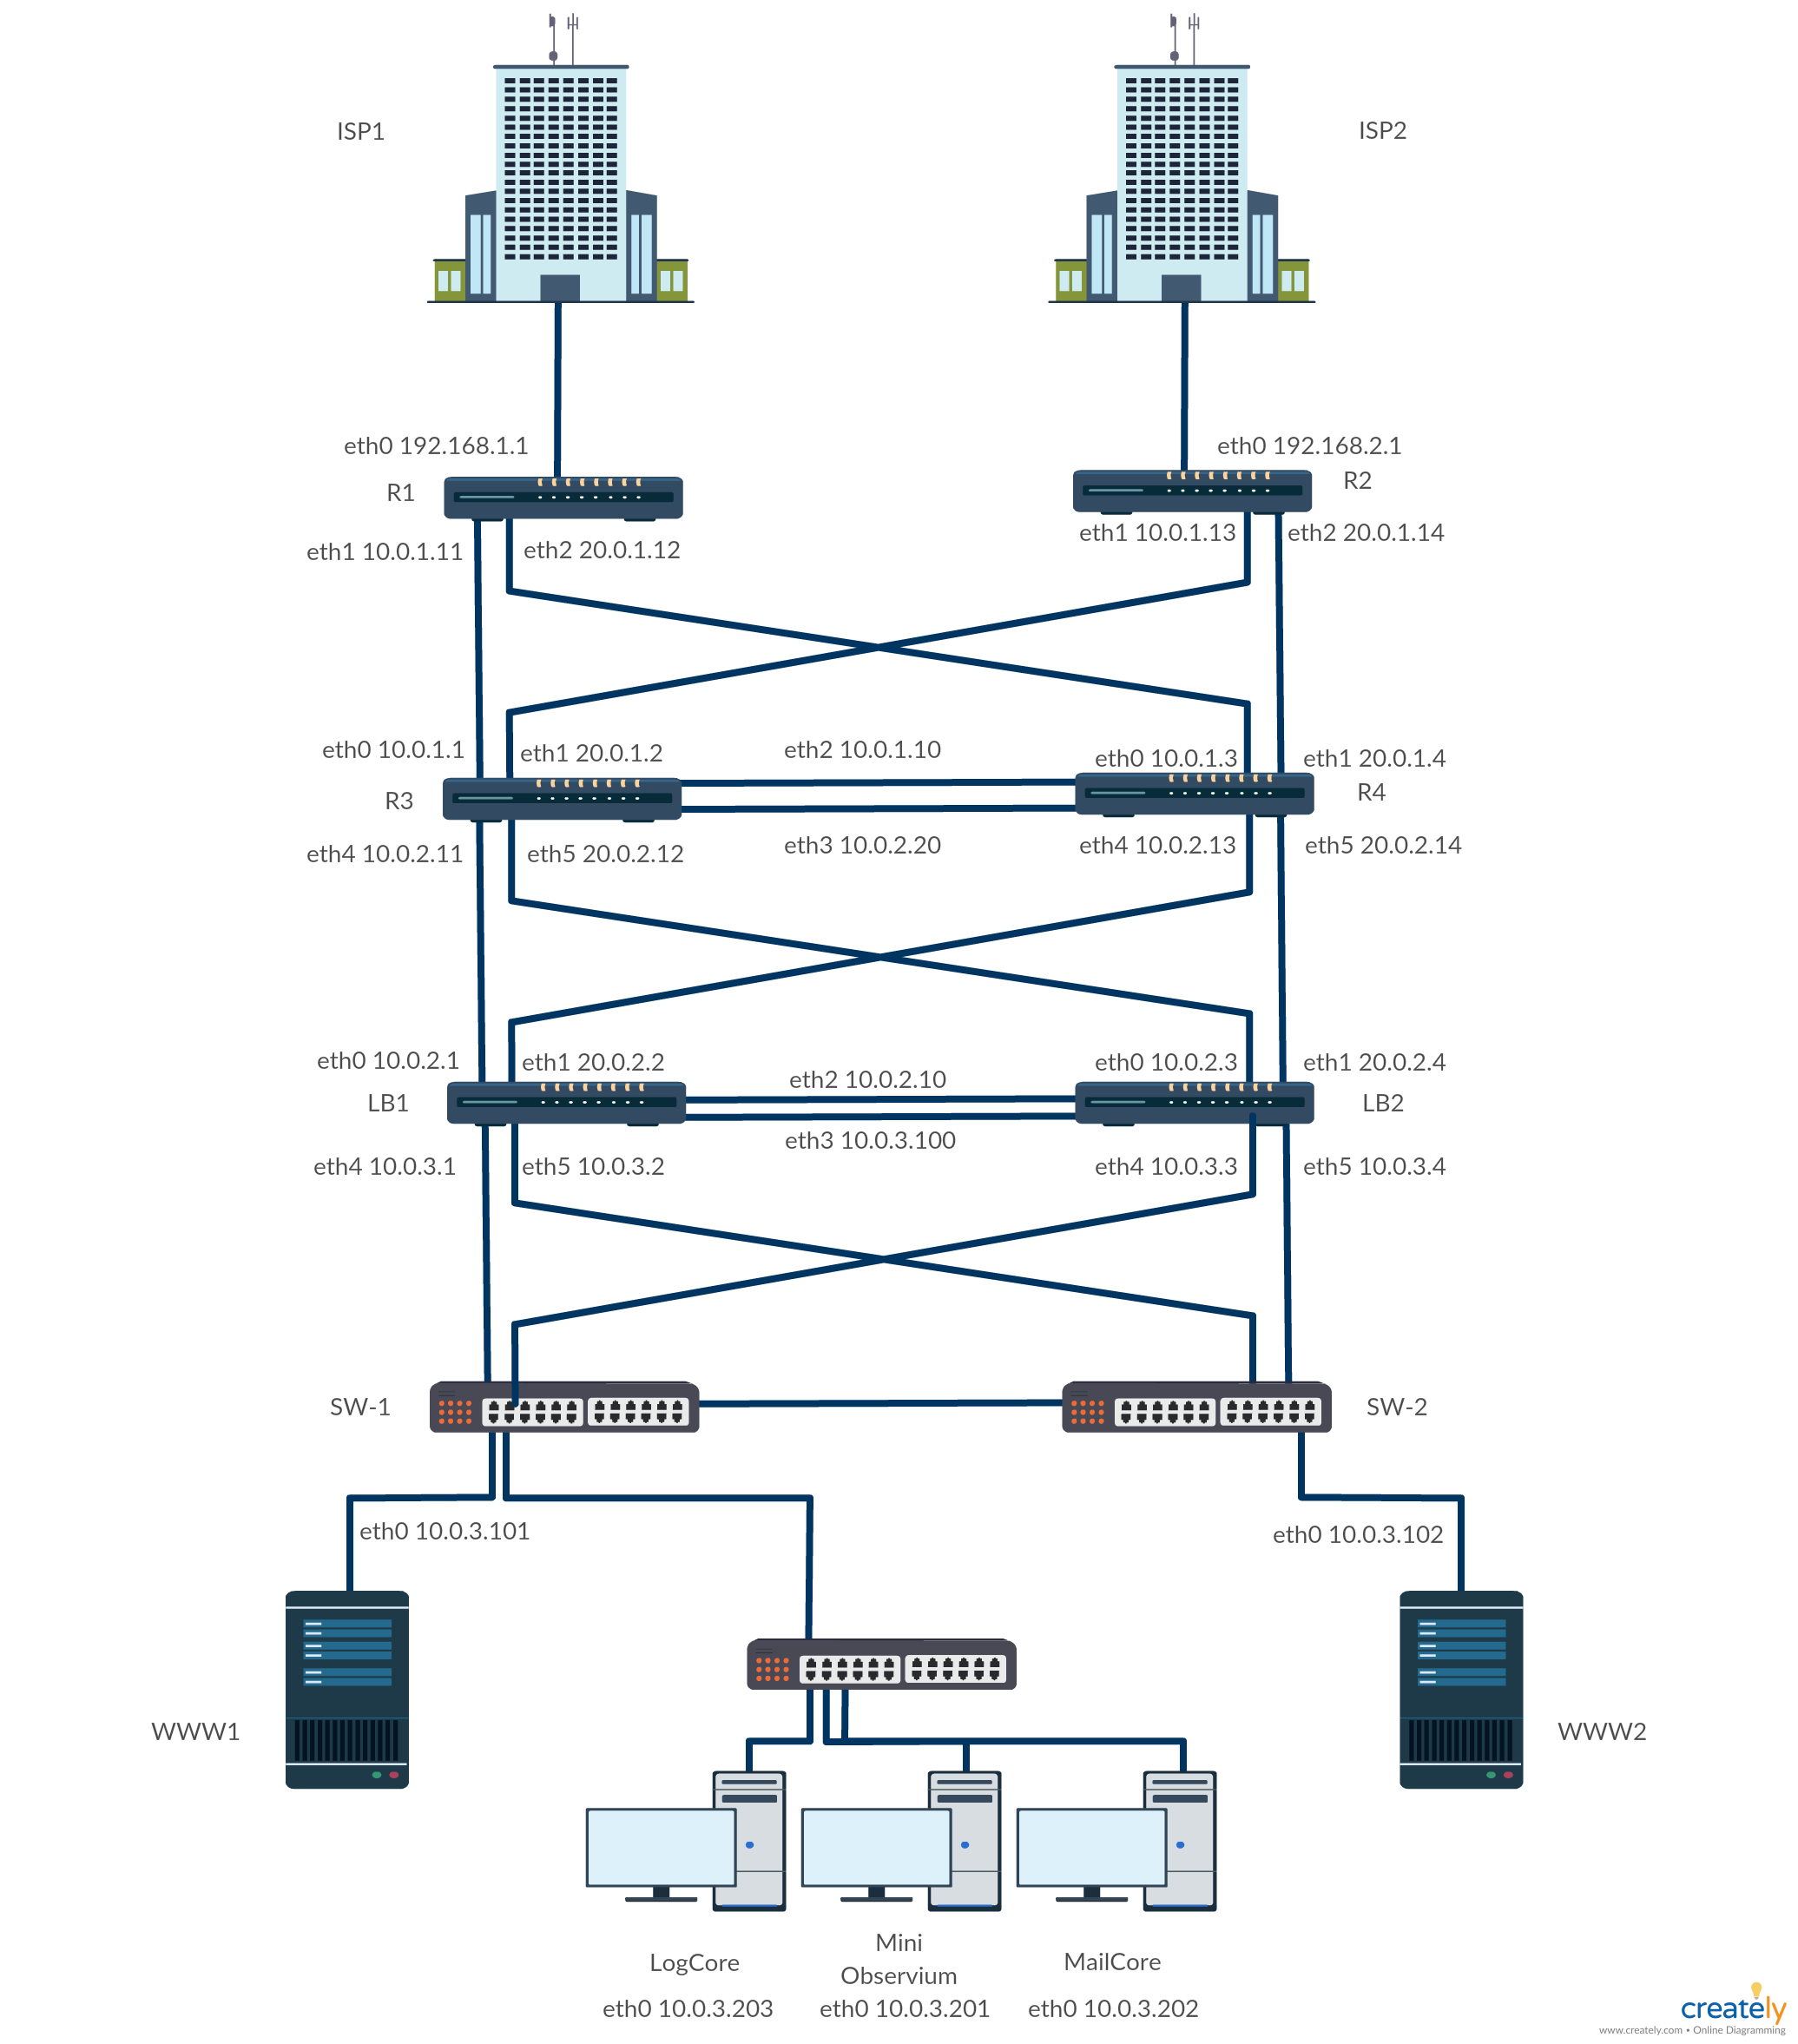 ISP1
ISP2
eth0 192.168.1.1
eth0 192.168.2.1
R1
R2
eth1 10.0.1.11
eth2 20.0.1.12
eth1 10.0.1.13
eth2 20.0.1.14
eth0 10.0.1.1
eth1 20.0.1.2
eth2 10.0.1.10
eth0 10.0.1.3
eth1 20.0.1.4
R3
R4
eth4 10.0.2.11
eth5 20.0.2.12
eth3 10.0.2.20
eth4 10.0.2.13
eth5 20.0.2.14
eth0 10.0.2.1
eth1 20.0.2.2
eth2 10.0.2.10
eth0 10.0.2.3
eth1 20.0.2.4
LB1
LB2
eth3 10.0.3.100
eth4 10.0.3.1
eth5 10.0.3.2
eth4 10.0.3.3
eth5 10.0.3.4
SW-1
SW-2
eth0 10.0.3.101
eth0 10.0.3.102
WWW1
WWW2
LogCore
eth0 10.0.3.203
Mini
Observium
eth0 10.0.3.201
MailCore
eth0 10.0.3.202
creately
www.creately.com • Online Diagramming